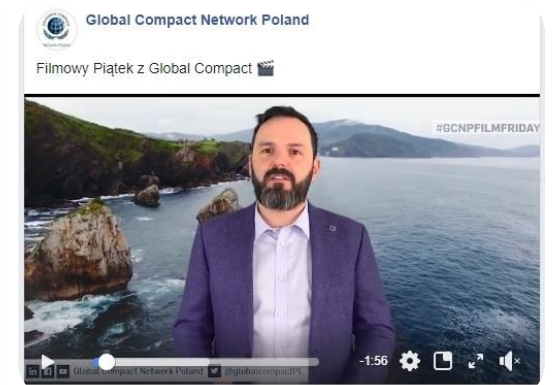 Global Compact Network Poland
Filmowy Piątek z Global Compact
#GCNPFILMFRIDAY
-1:56
Global Compact Network Poland @globalcompactPL